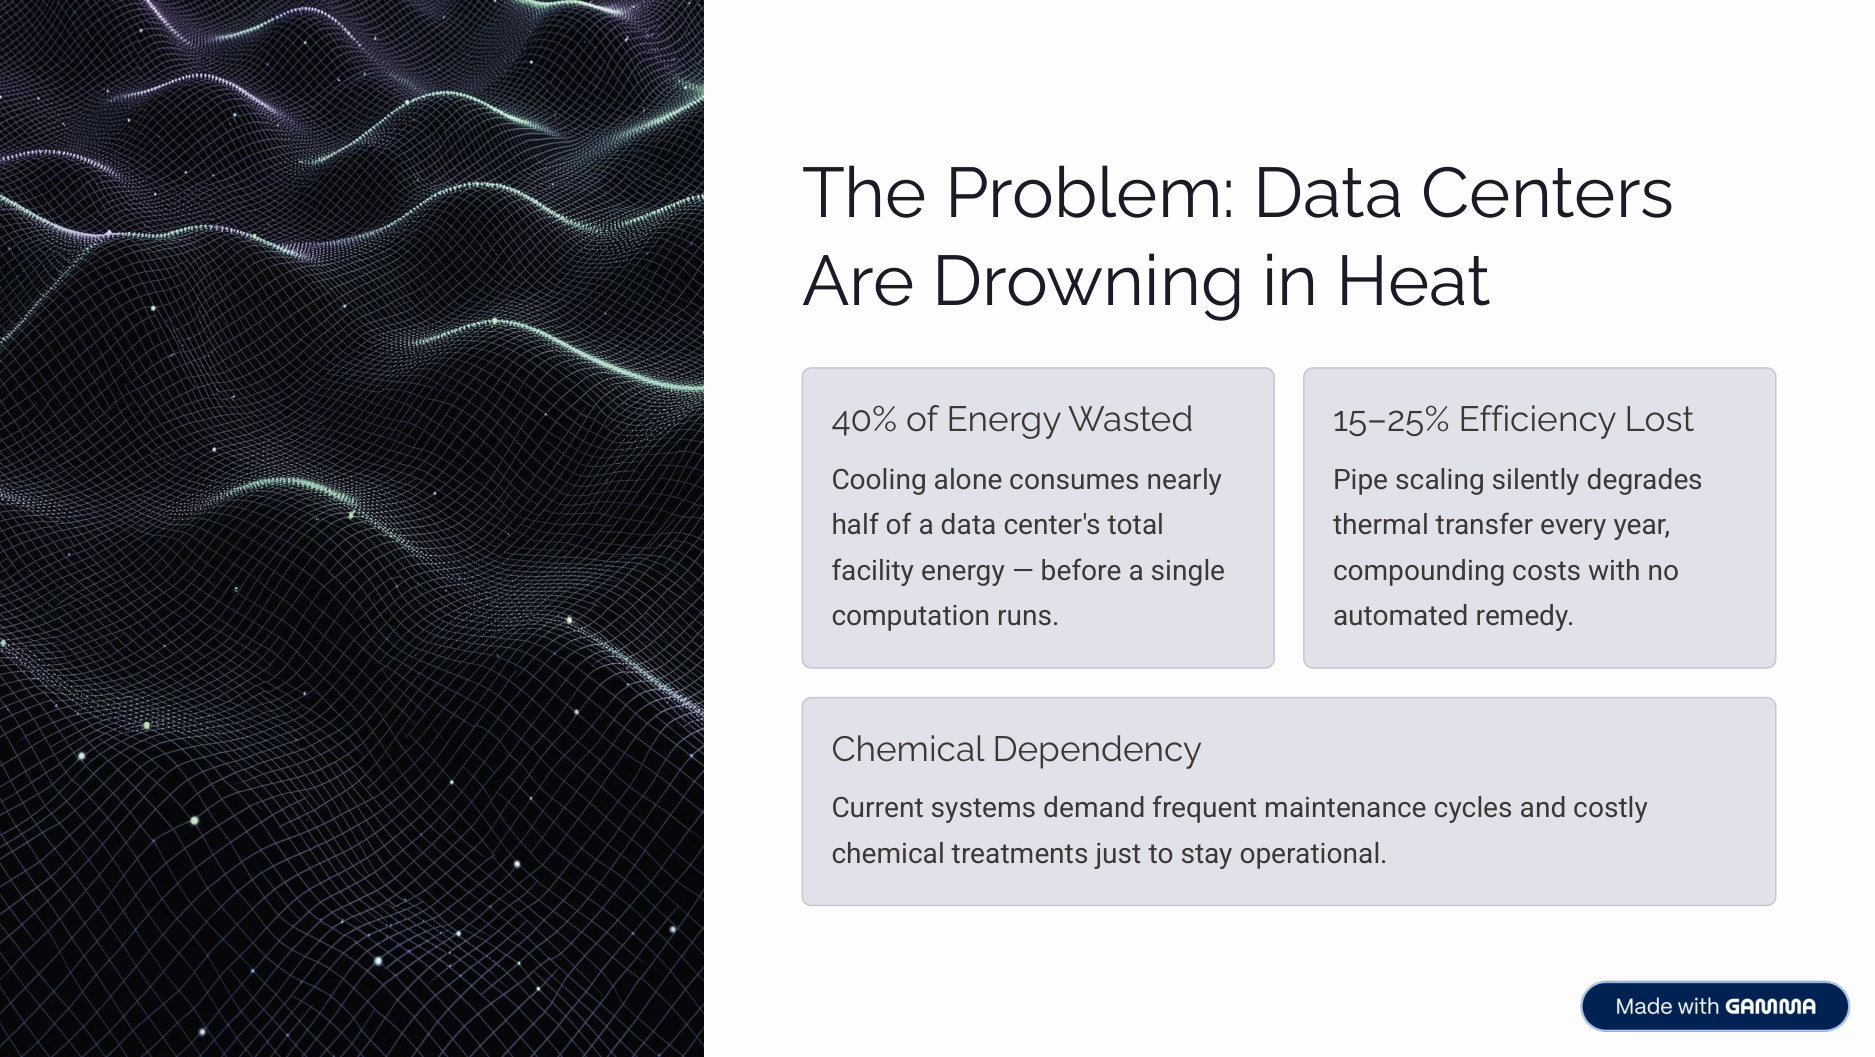 The Problem: Data Centers
Are Drowning in Heat
40% of Energy Wasted
Cooling alone consumes nearly
half of a data center's total
facility energy — before a single
computation runs.
15–25% Efficiency Lost
Pipe scaling silently degrades
thermal transfer every year,
compounding costs with no
automated remedy.
Chemical Dependency
Current systems demand frequent maintenance cycles and costly
chemical treatments just to stay operational.
Made with GAMMA